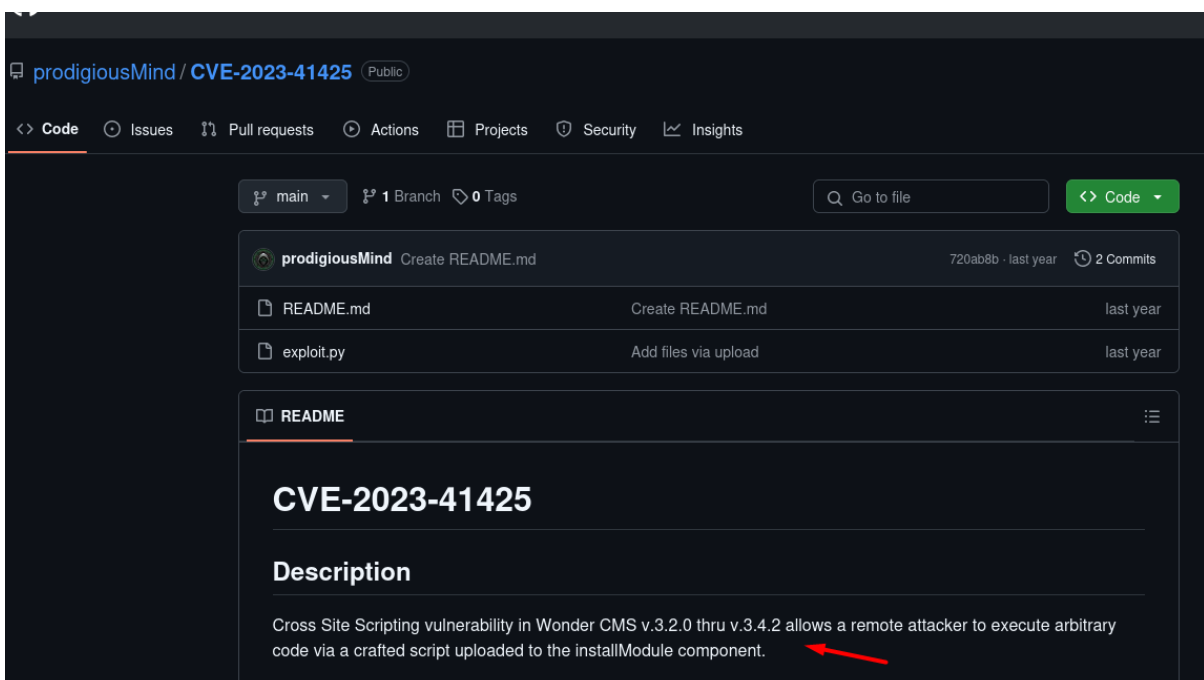 prodigiousMind / CVE-2023-41425 Public
Code Issues Pull requests Actions Projects Security Insights
main 1 Branch 0 Tags Go to file Code
prodigiousMind Create README.md 720ab8b · last year 2 Commits
README.md Create README.md last year
exploit.py Add files via upload last year
README
CVE-2023-41425
Description
Cross Site Scripting vulnerability in Wonder CMS v.3.2.0 thru v.3.4.2 allows a remote attacker to execute arbitrary
code via a crafted script uploaded to the installModule component.